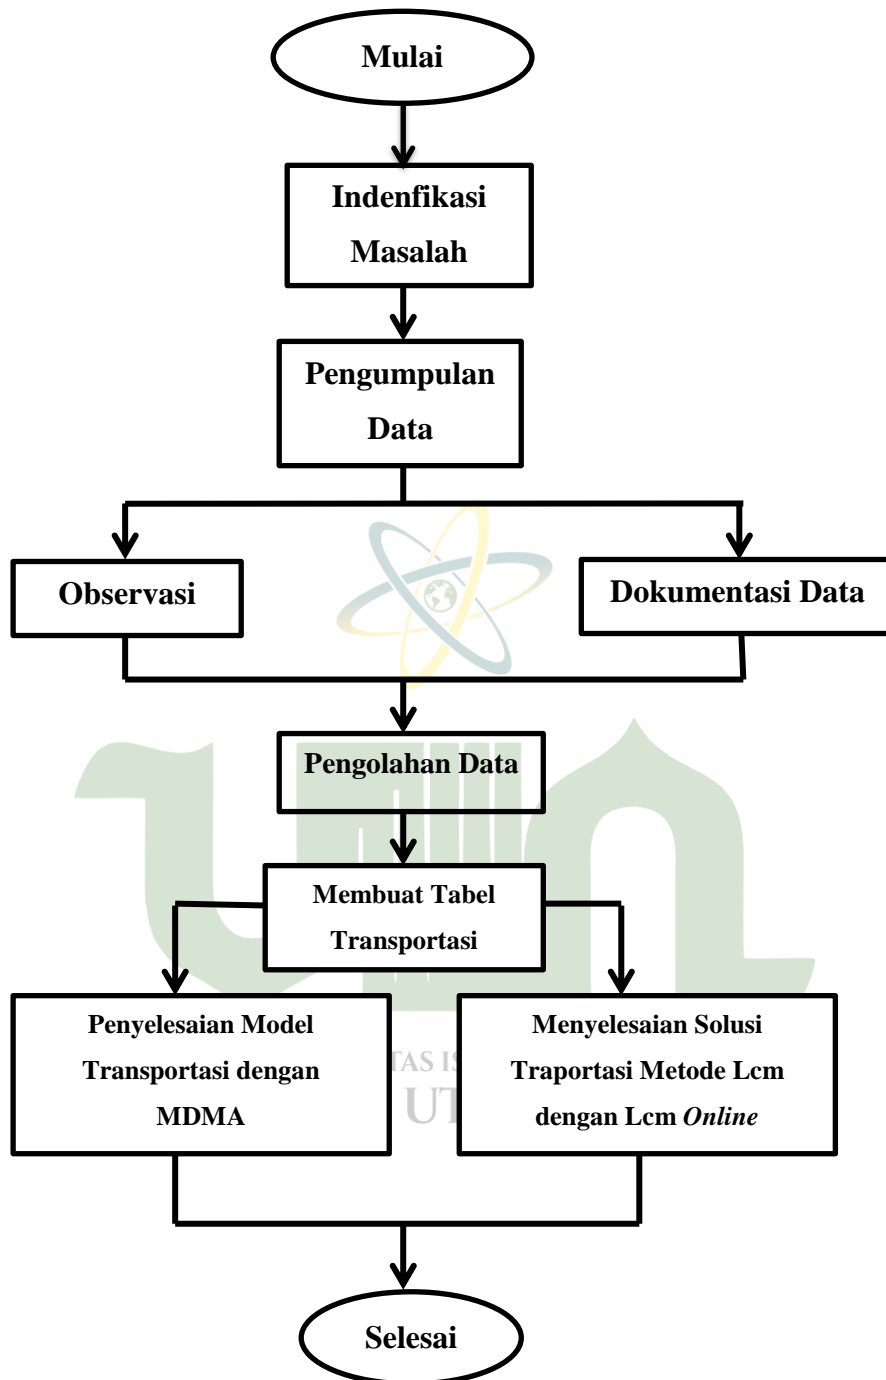 Mulai
Indenfikasi
Masalah
Pengumpulan
Data
Observasi
Dokumentasi Data
Pengolahan Data
Membuat Tabel
Transportasi
Penyelesaian Model
Transportasi dengan
MDMA
Menyelesaian Solusi
Traportasi Metode Lcm
dengan Lcm Online
Selesai